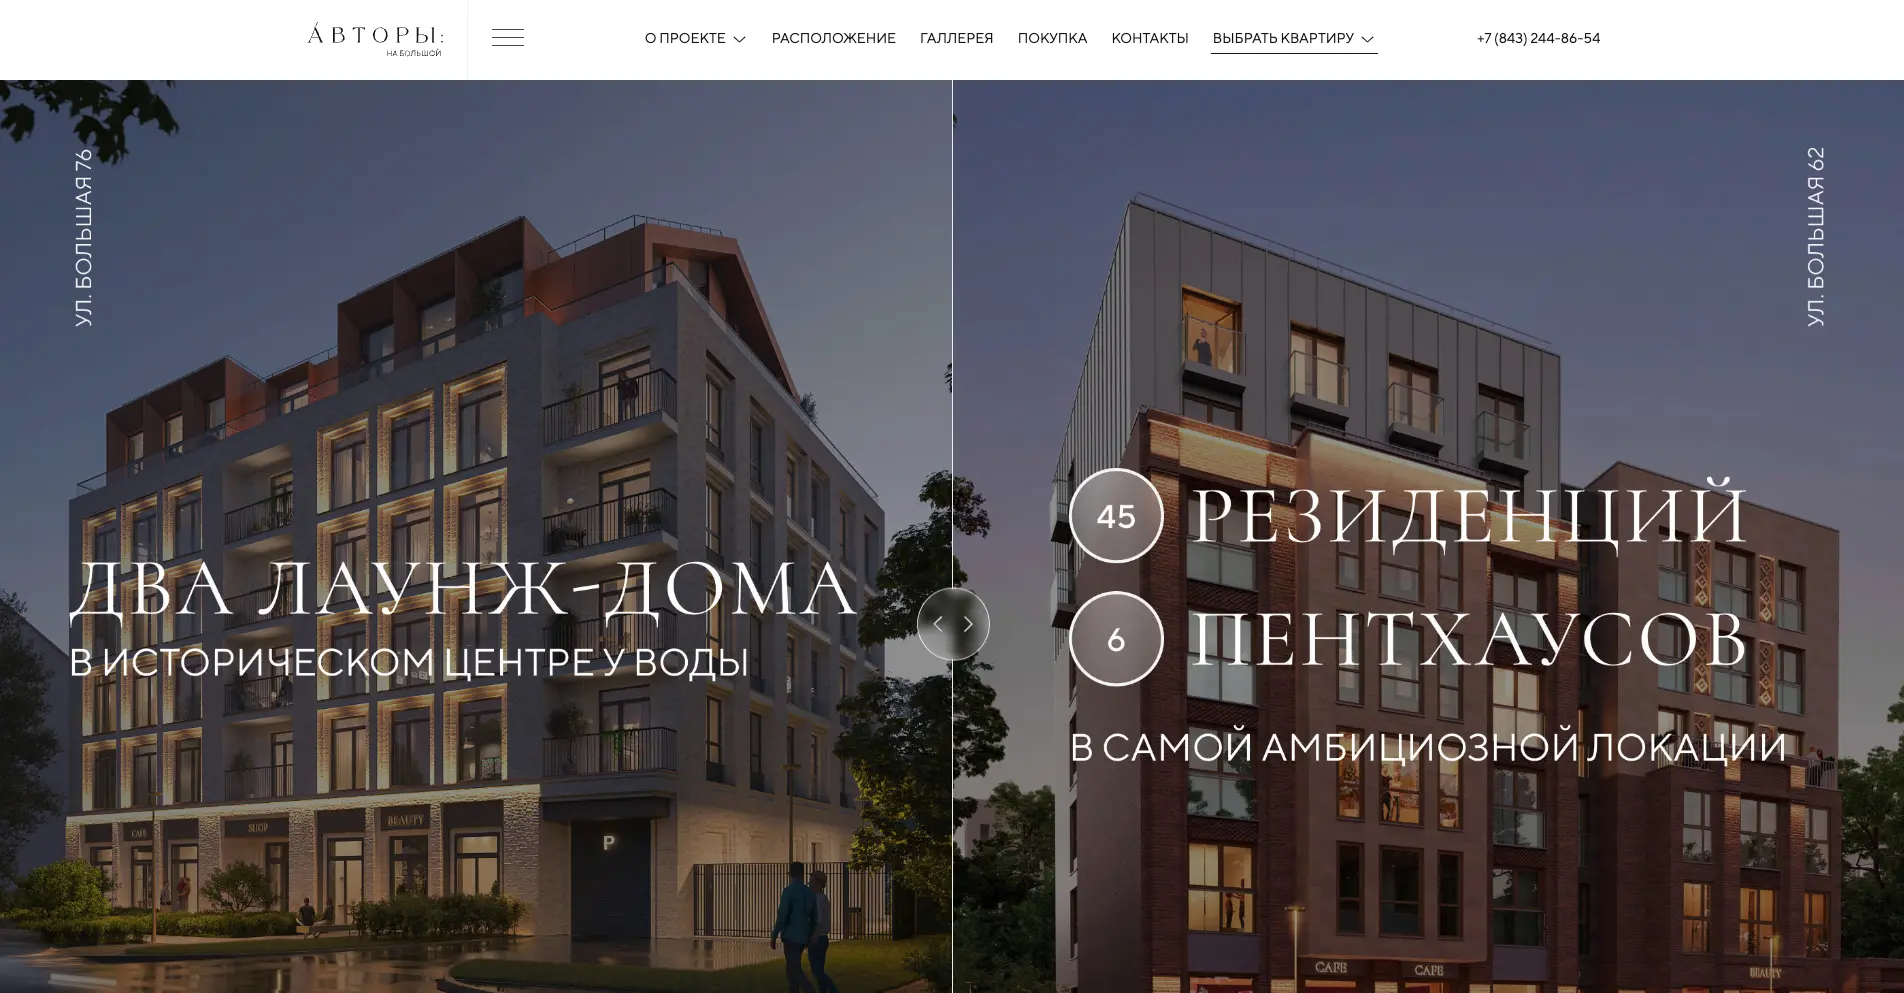 АВТОРЫ:
НА БОЛЬШОЙ
О ПРОЕКТЕ
РАСПОЛОЖЕНИЕ
ГАЛЛЕРЕЯ
ПОКУПКА
КОНТАКТЫ
ВЫБРАТЬ КВАРТИРУ
+7 (843) 244-86-54
УЛ. БОЛЬШАЯ 76
ДВА ЛАУНЖ-ДОМА
В ИСТОРИЧЕСКОМ ЦЕНТРЕ У ВОДЫ
CAFE
SHOP
BEAUTY
P
УЛ. БОЛЬШАЯ 62
45 РЕЗИДЕНЦИЙ
6 ПЕНТХАУСОВ
В САМОЙ АМБИЦИОЗНОЙ ЛОКАЦИИ
CAFE
CAFE
BEAUTY